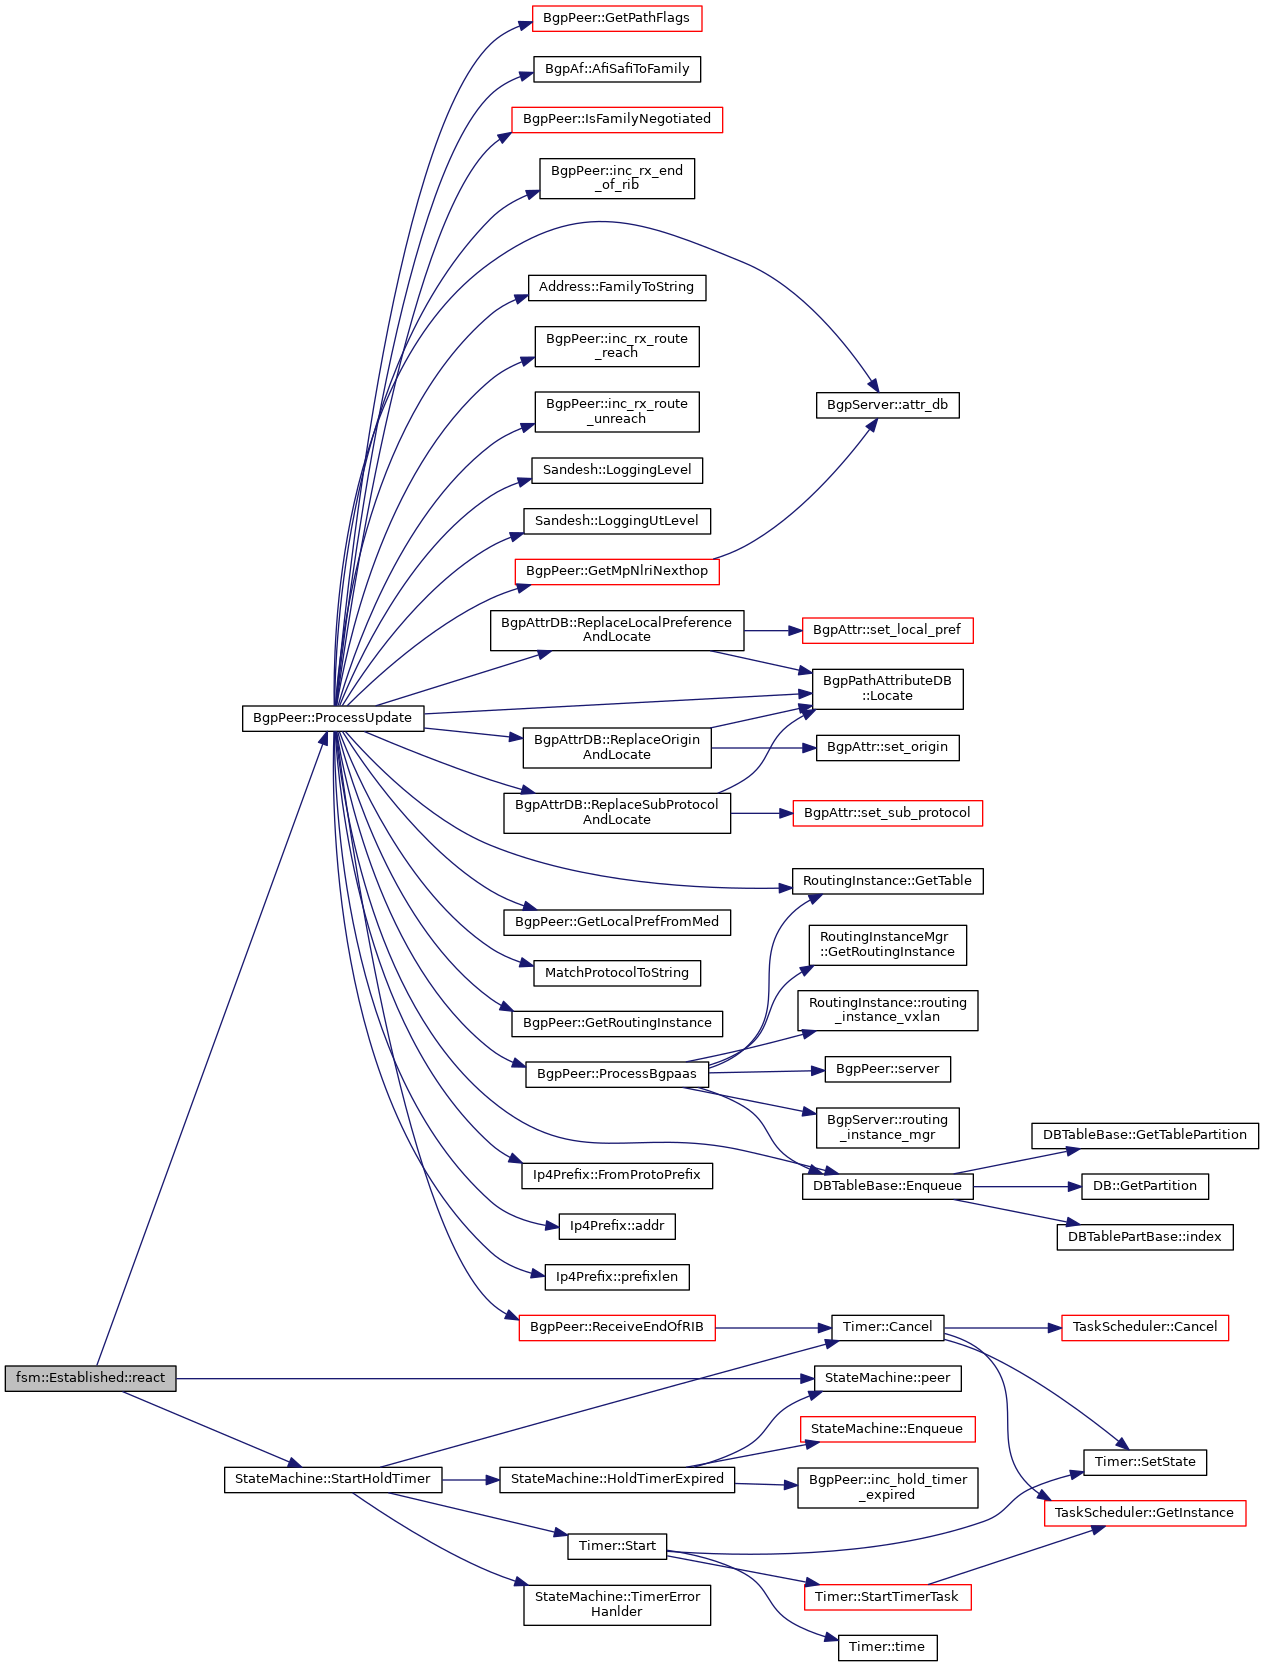 BgpPeer::GetPathFlags
BgpAf::AfiSafiToFamily
BgpPeer::IsFamilyNegotiated
BgpPeer::inc_rx_end
_of_rib
Address::FamilyToString
BgpPeer::inc_rx_route
_reach
BgpPeer::inc_rx_route
_unreach
BgpServer::attr_db
Sandesh::LoggingLevel
Sandesh::LoggingUtLevel
BgpPeer::GetMpNlriNexthop
BgpAttrDB::ReplaceLocalPreference
AndLocate
BgpAttr::set_local_pref
BgpPathAttributeDB
::Locate
BgpPeer::ProcessUpdate
BgpAttrDB::ReplaceOrigin
AndLocate
BgpAttr::set_origin
BgpAttrDB::ReplaceSubProtocol
AndLocate
BgpAttr::set_sub_protocol
RoutingInstance::GetTable
BgpPeer::GetLocalPrefFromMed
RoutingInstanceMgr
::GetRoutingInstance
MatchProtocolToString
RoutingInstance::routing
_instance_vxlan
BgpPeer::GetRoutingInstance
BgpPeer::ProcessBgpaas
BgpPeer::server
BgpServer::routing
_instance_mgr
DBTableBase::GetTablePartition
Ip4Prefix::FromProtoPrefix
DBTableBase::Enqueue
DB::GetPartition
Ip4Prefix::addr
DBTablePartBase::index
Ip4Prefix::prefixlen
BgpPeer::ReceiveEndOfRIB
Timer::Cancel
TaskScheduler::Cancel
fsm::Established::react
StateMachine::peer
StateMachine::Enqueue
Timer::SetState
StateMachine::StartHoldTimer
StateMachine::HoldTimerExpired
BgpPeer::inc_hold_timer
_expired
TaskScheduler::GetInstance
Timer::Start
StateMachine::TimerError
Hanlder
Timer::StartTimerTask
Timer::time